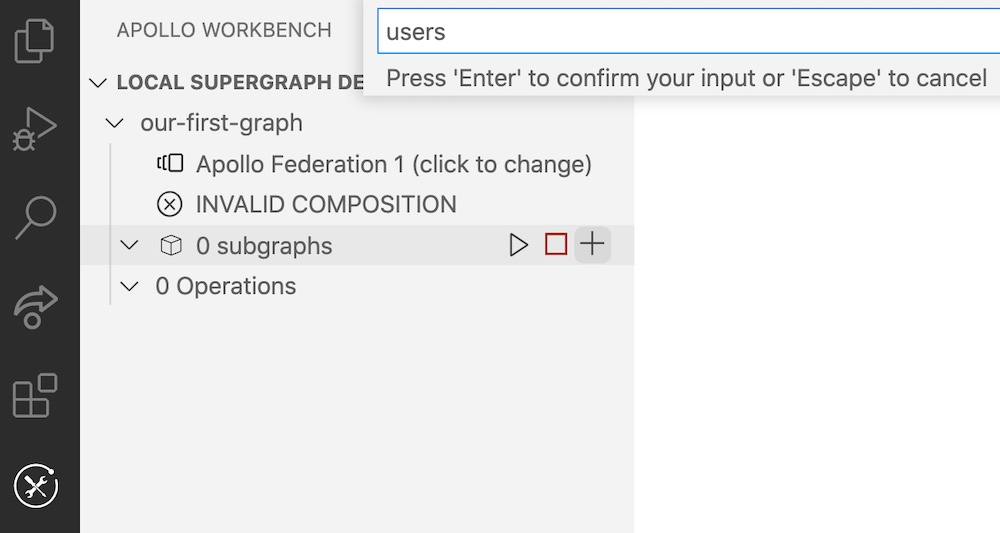 APOLLO WORKBENCH
users
Press 'Enter' to confirm your input or 'Escape' to cancel
LOCAL SUPERGRAPH DE
our-first-graph
Apollo Federation 1 (click to change)
INVALID COMPOSITION
0 subgraphs
0 Operations